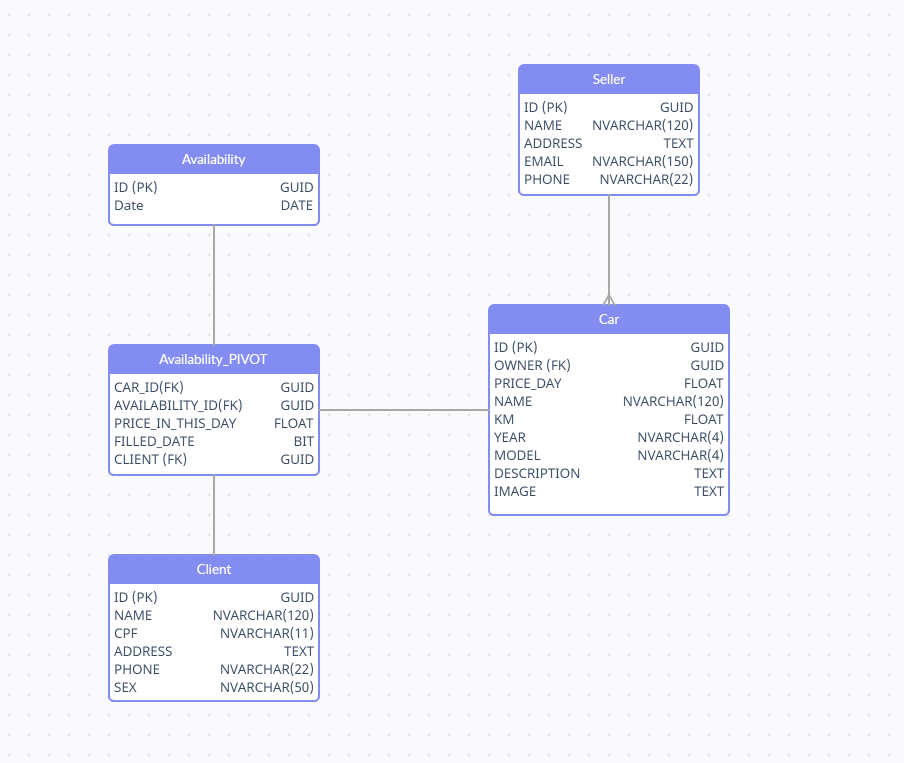 Seller
ID (PK) GUID
NAME NVARCHAR(120)
ADDRESS TEXT
EMAIL NVARCHAR(150)
PHONE NVARCHAR(22)
Availability
ID (PK) GUID
Date DATE
Car
ID (PK) GUID
OWNER (FK) GUID
PRICE_DAY FLOAT
NAME NVARCHAR(120)
KM FLOAT
YEAR NVARCHAR(4)
MODEL NVARCHAR(4)
DESCRIPTION TEXT
IMAGE TEXT
Availability_PIVOT
CAR_ID(FK) GUID
AVAILABILITY_ID(FK) GUID
PRICE_IN_THIS_DAY FLOAT
FILLED_DATE BIT
CLIENT (FK) GUID
Client
ID (PK) GUID
NAME NVARCHAR(120)
CPF NVARCHAR(11)
ADDRESS TEXT
PHONE NVARCHAR(22)
SEX NVARCHAR(50)